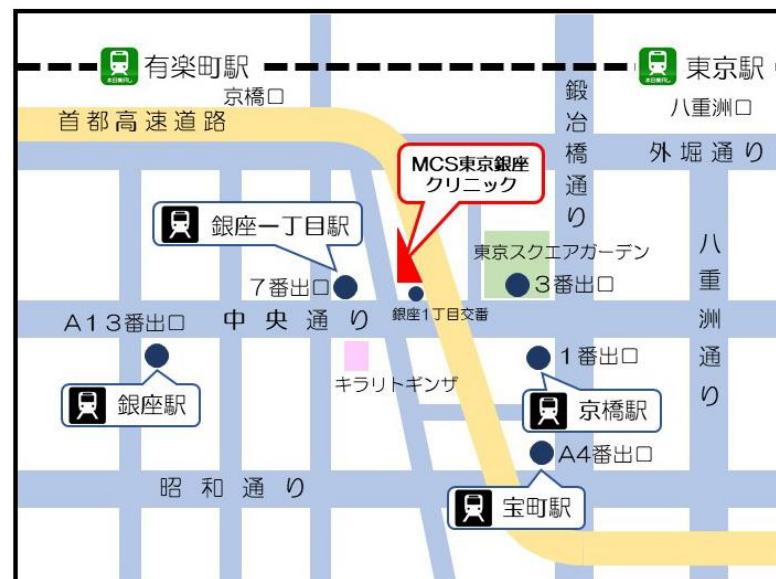 有楽町駅
東京駅
京橋口
八重洲口
首都高速道路
鍛冶橋通り
外堀通り
MCS東京銀座
クリニック
銀座一丁目駅
東京スクエアガーデン
八重洲通り
7番出口
3番出口
銀座1丁目交番
A13番出口
中央通り
キラリトギンザ
1番出口
銀座駅
京橋駅
A4番出口
昭和通り
宝町駅